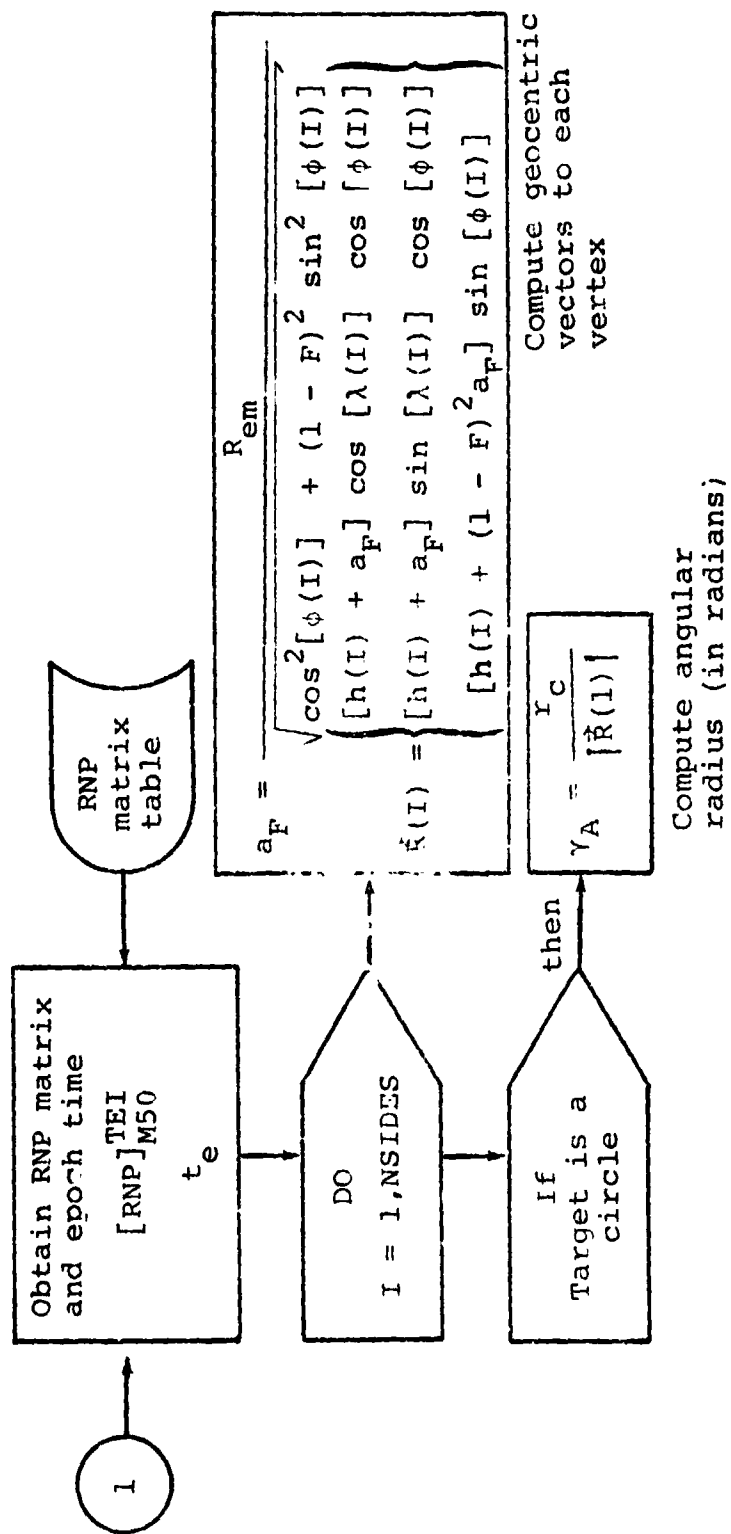 1
Obtain RNP matrix
and epoch time
[RNP]^{TEI}_{M50}
t_e
RNP
matrix
table
DO
I = 1,NSIDES
a_F = R_{em} / √(cos²[φ(I)] + (1 - F)² sin² [φ(I)])
[h(I) + a_F] cos [λ(I)] cos [φ(I)]
R⃗(I) = [h(I) + a_F] sin [λ(I)] cos [φ(I)]
[h(I) + (1 - F)² a_F] sin [φ(I)]
Compute geocentric
vectors to each
vertex
If
Target is a
circle
then
γ_A = r_c / |R⃗(1)|
Compute angular
radius (in radians)